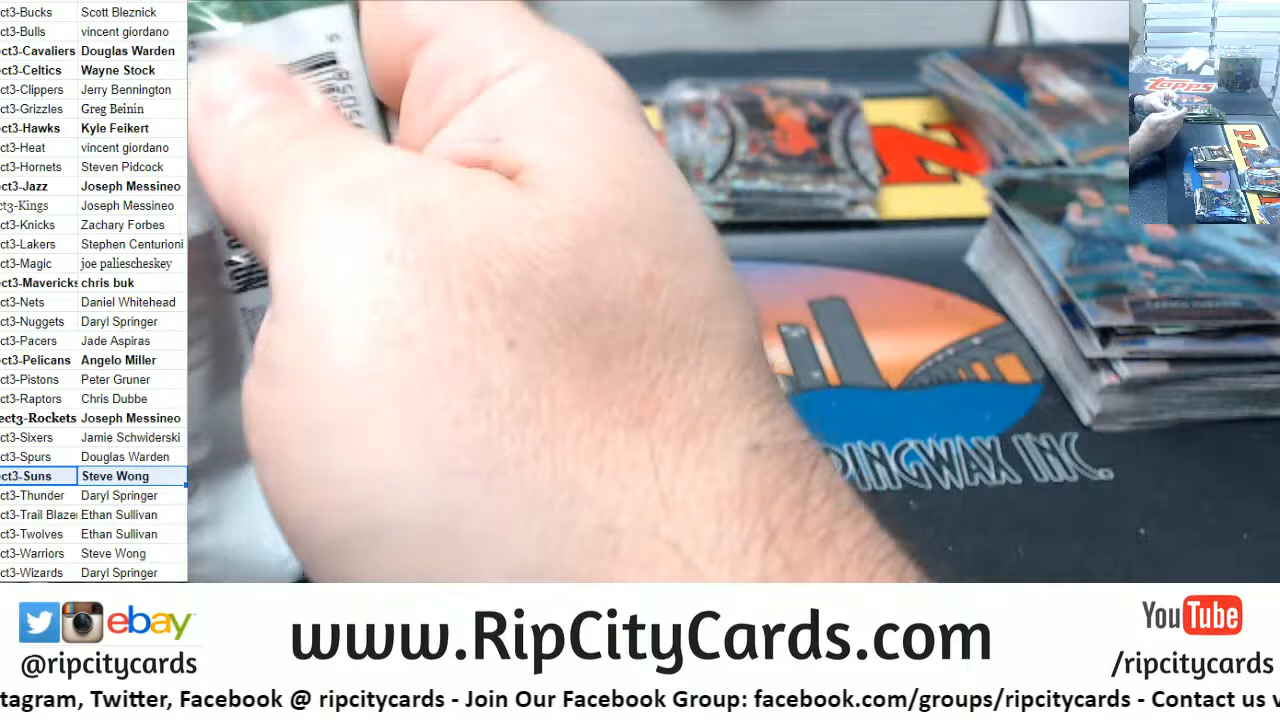 ct3-Bucks Scott Bleznick
ct3-Bulls vincent giordano
ct3-Cavaliers Douglas Warden
ct3-Celtics Wayne Stock
ct3-Clippers Jerry Bennington
ct3-Grizzles Greg Beinin
ct3-Hawks Kyle Feikert
ct3-Heat vincent giordano
ct3-Hornets Steven Pidcock
ct3-Jazz Joseph Messineo
ct3-Kings Joseph Messineo
ct3-Knicks Zachary Forbes
ct3-Lakers Stephen Centurioni
ct3-Magic joe paliescheskey
ct3-Mavericks chris buk
ct3-Nets Daniel Whitehead
ct3-Nuggets Daryl Springer
ct3-Pacers Jade Aspiras
ct3-Pelicans Angelo Miller
ct3-Pistons Peter Gruner
ct3-Raptors Chris Dubbe
ect3-Rockets Joseph Messineo
ct3-Sixers Jamie Schwiderski
ct3-Spurs Douglas Warden
ct3-Suns Steve Wong
ct3-Thunder Daryl Springer
ct3-Trail Blazer Ethan Sullivan
ct3-Twolves Ethan Sullivan
ct3-Warriors Steve Wong
ct3-Wizards Daryl Springer
topps
PINGWAX INC.
ebay
@ripcitycards
www.RipCityCards.com
YouTube
/ripcitycards
stagram, Twitter, Facebook @ ripcitycards - Join Our Facebook Group: facebook.com/groups/ripcitycards - Contact us v